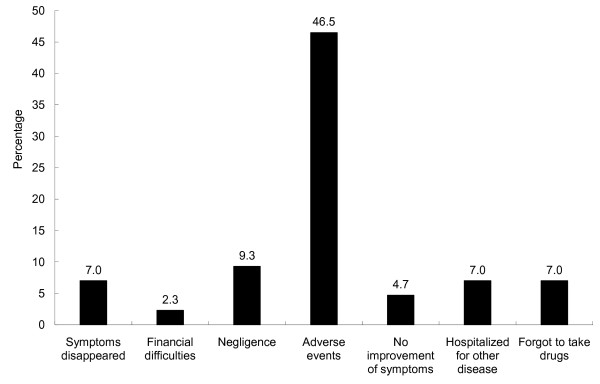 50
45
40
35
30
25
20
15
10
5
0
Percentage
7.0
2.3
9.3
46.5
4.7
7.0
7.0
Symptoms
disappeared
Financial
difficulties
Negligence
Adverse
events
No
improvement
of symptoms
Hospitalized
for other
disease
Forgot to take
drugs